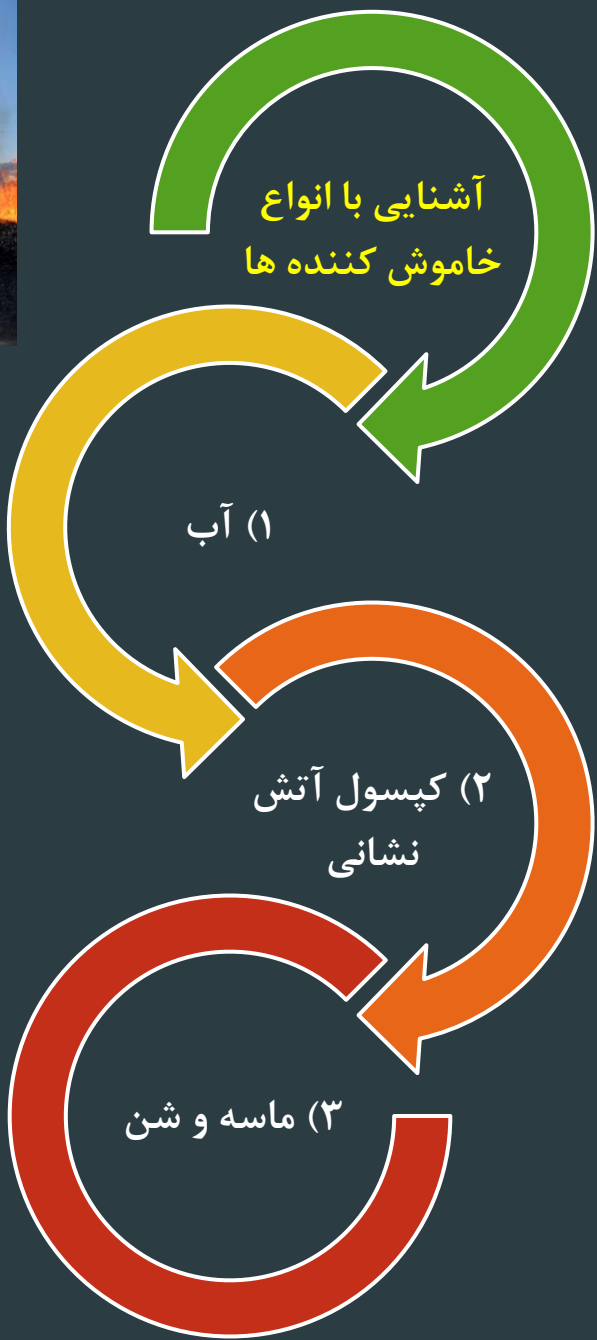 آشنایی با انواع
خاموش کننده ها
۱) آب
۲) کپسول آتش
نشانی
۳) ماسه و شن